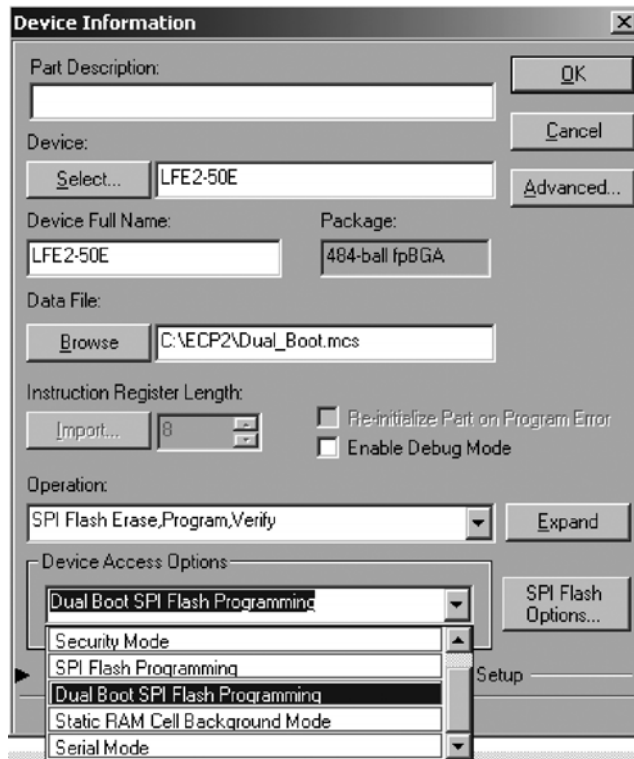 Device Information
Part Description:
OK
Cancel
Device:
Select...
LFE2-50E
Advanced...
Device Full Name:
Package:
LFE2-50E
484-ball fpBGA
Data File:
Browse
C:\ECP2\Dual_Boot.mcs
Instruction Register Length:
Import...
8
Re-initialize Part on Program Error
Enable Debug Mode
Operation:
SPI Flash Erase,Program,Verify
Expand
Device Access Options
Dual Boot SPI Flash Programming
SPI Flash
Options...
Security Mode
SPI Flash Programming
Setup
Dual Boot SPI Flash Programming
Static RAM Cell Background Mode
Serial Mode